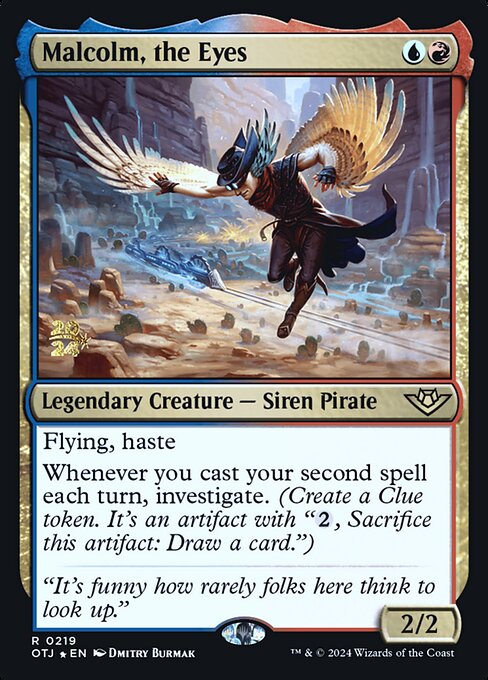 Malcolm, the Eyes
Legendary Creature — Siren Pirate
Flying, haste
Whenever you cast your second spell
each turn, investigate. (Create a Clue
token. It's an artifact with “2, Sacrifice
this artifact: Draw a card.”)
“It's funny how rarely folks here think to
look up.”
2/2
R 0219
OTJ ★ EN Dmitry Burmak
™ & © 2024 Wizards of the Coast